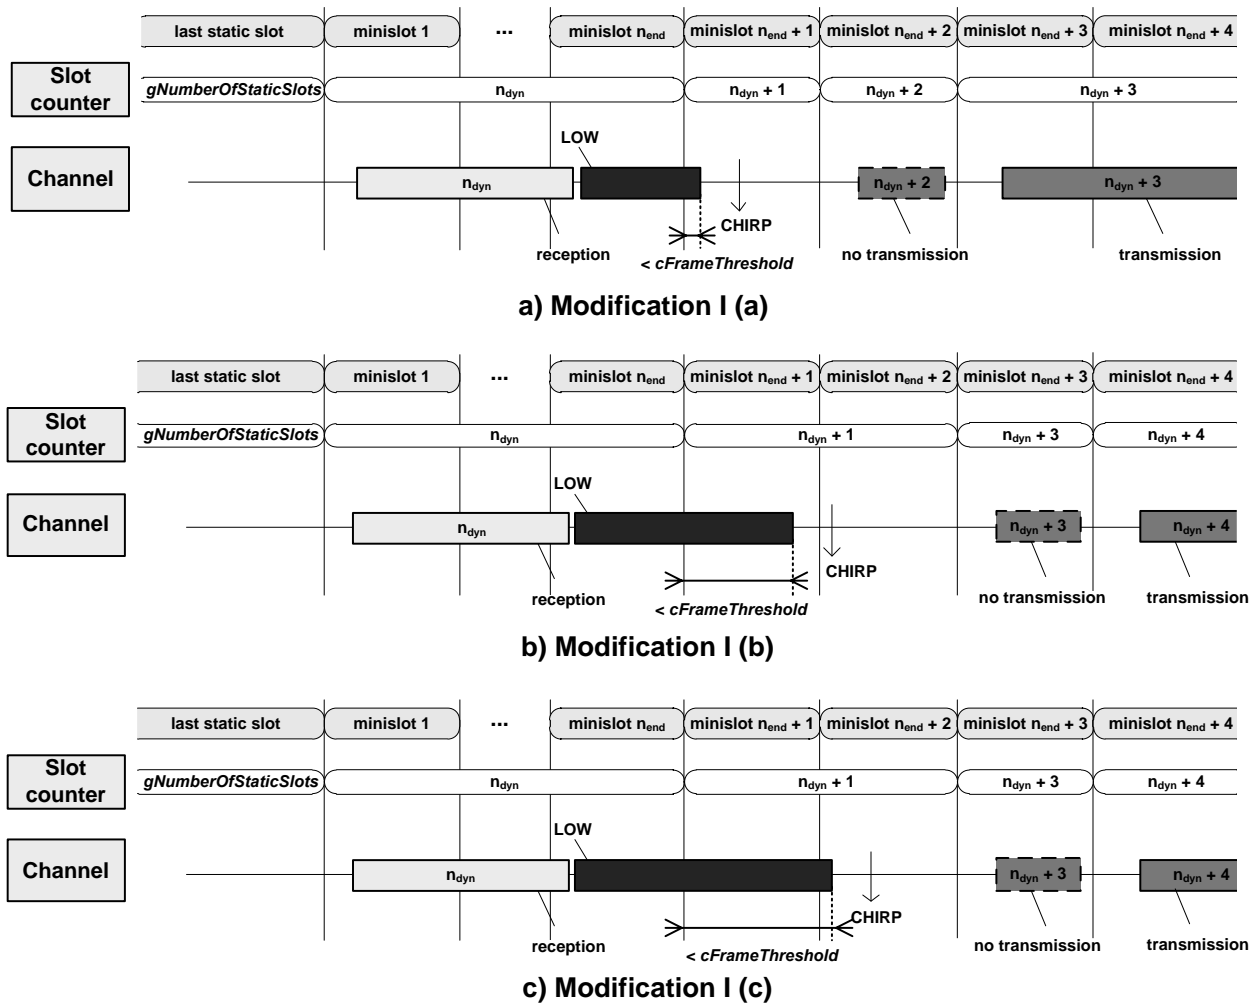 last static slot minislot 1 ... minislot nend minislot nend + 1 minislot nend + 2 minislot nend + 3 minislot nend + 4
Slot
counter
gNumberOfStaticSlots ndyn ndyn + 1 ndyn + 2 ndyn + 3
LOW
Channel
ndyn ndyn + 2 ndyn + 3
CHIRP
reception no transmission transmission
< cFrameThreshold
a) Modification I (a)
last static slot minislot 1 ... minislot nend minislot nend + 1 minislot nend + 2 minislot nend + 3 minislot nend + 4
Slot
counter
gNumberOfStaticSlots ndyn ndyn + 1 ndyn + 3 ndyn + 4
LOW
Channel
ndyn ndyn + 3 ndyn + 4
CHIRP
reception no transmission transmission
< cFrameThreshold
b) Modification I (b)
last static slot minislot 1 ... minislot nend minislot nend + 1 minislot nend + 2 minislot nend + 3 minislot nend + 4
Slot
counter
gNumberOfStaticSlots ndyn ndyn + 1 ndyn + 3 ndyn + 4
LOW
Channel
ndyn ndyn + 3 ndyn + 4
CHIRP
reception no transmission transmission
< cFrameThreshold
c) Modification I (c)